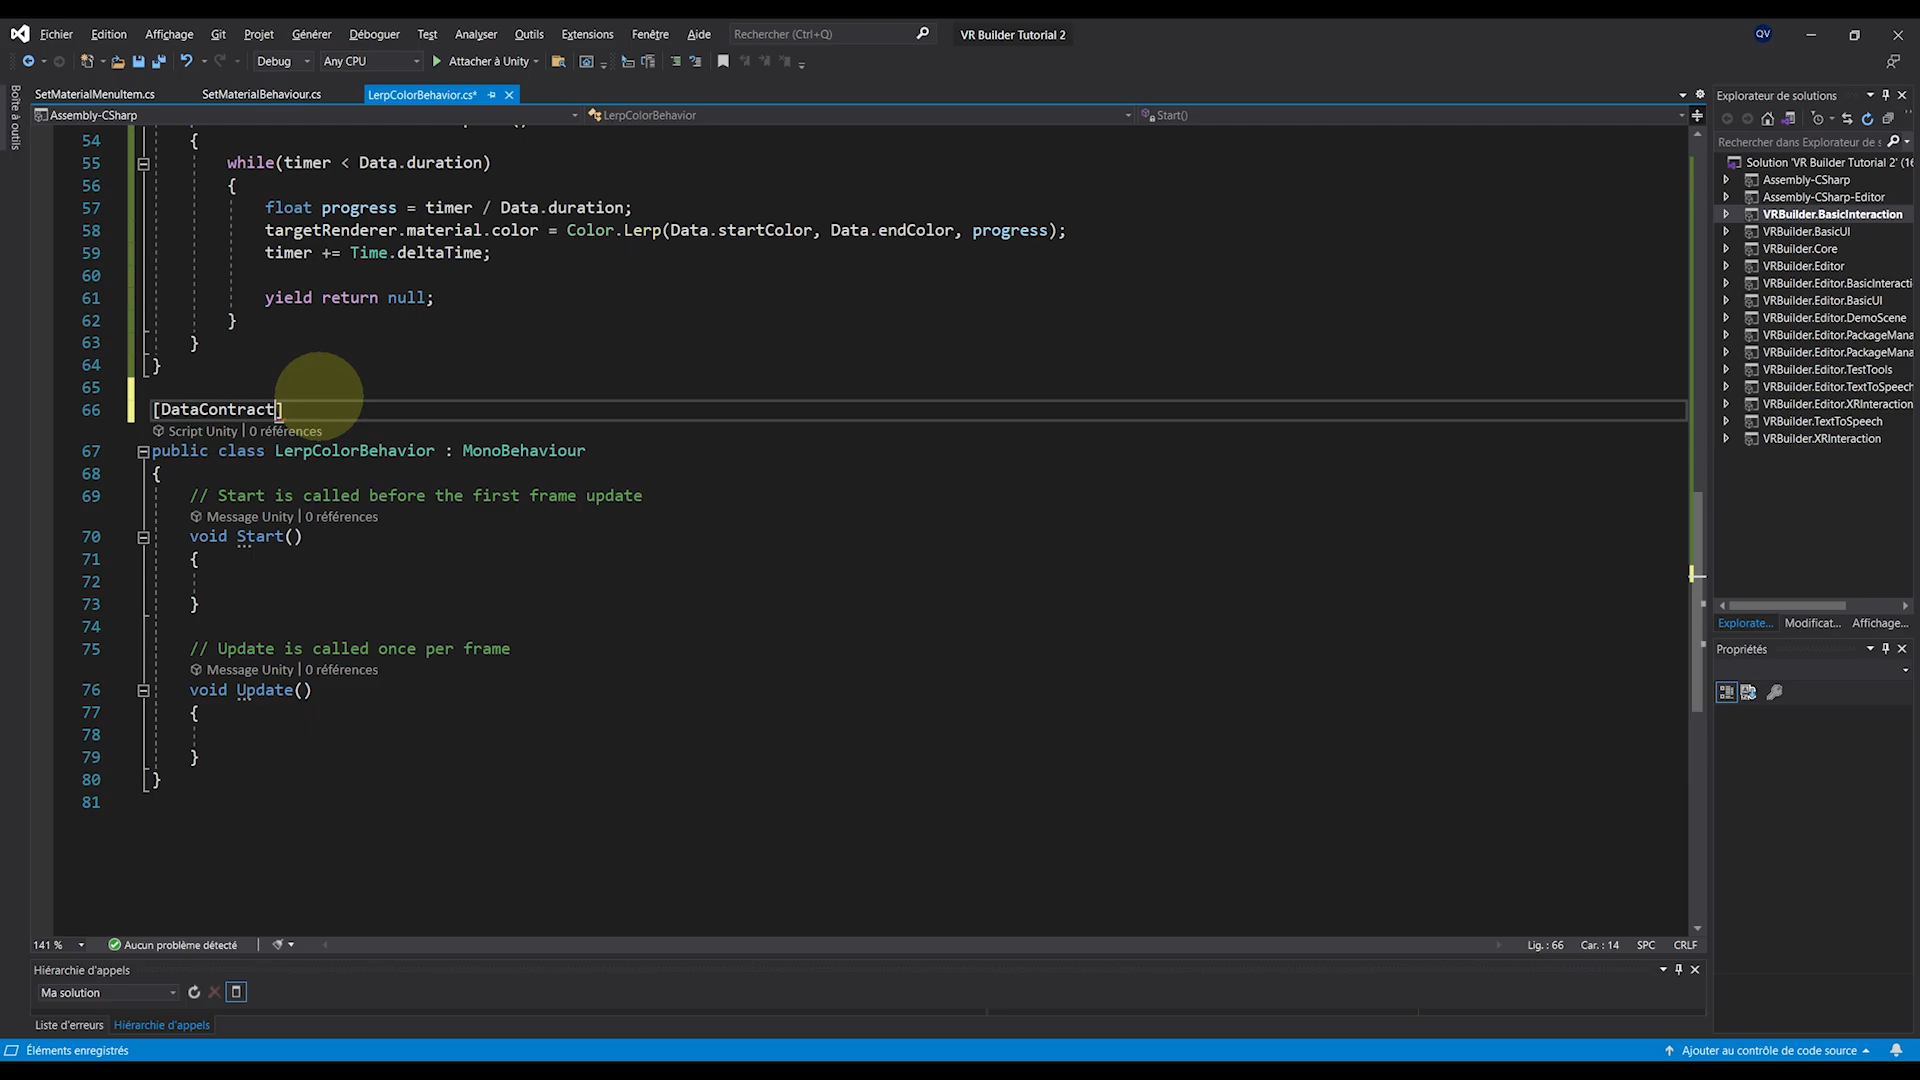 Fichier Edition Affichage Git Projet Générer Déboguer Test Analyser Outils Extensions Fenêtre Aide Rechercher (Ctrl+Q) VR Builder Tutorial 2 QV
Debug Any CPU Attacher à Unity
Boîte à outils
SetMaterialMenuItem.cs SetMaterialBehaviour.cs LerpColorBehavior.cs*
Assembly-CSharp LerpColorBehavior Start()
54 {
55 while(timer < Data.duration)
56 {
57 float progress = timer / Data.duration;
58 targetRenderer.material.color = Color.Lerp(Data.startColor, Data.endColor, progress);
59 timer += Time.deltaTime;
60
61 yield return null;
62 }
63 }
64 }
65
66 [DataContract]
Script Unity | 0 références
67 public class LerpColorBehavior : MonoBehaviour
68 {
69 // Start is called before the first frame update
Message Unity | 0 références
70 void Start()
71 {
72
73 }
74
75 // Update is called once per frame
Message Unity | 0 références
76 void Update()
77 {
78
79 }
80 }
81
141 % Aucun problème détecté Lig. : 66 Car. : 14 SPC CRLF
Hiérarchie d'appels
Ma solution
Liste d'erreurs Hiérarchie d'appels
Éléments enregistrés Ajouter au contrôle de code source
Explorateur de solutions
Rechercher dans Explorateur de s
Solution 'VR Builder Tutorial 2' (16
Assembly-CSharp
Assembly-CSharp-Editor
VRBuilder.BasicInteraction
VRBuilder.BasicUI
VRBuilder.Core
VRBuilder.Editor
VRBuilder.Editor.BasicInteracti
VRBuilder.Editor.BasicUI
VRBuilder.Editor.DemoScene
VRBuilder.Editor.PackageMana
VRBuilder.Editor.PackageMana
VRBuilder.Editor.TestTools
VRBuilder.Editor.TextToSpeech
VRBuilder.Editor.XRInteraction
VRBuilder.TextToSpeech
VRBuilder.XRInteraction
Explorate... Modificat... Affichage...
Propriétés